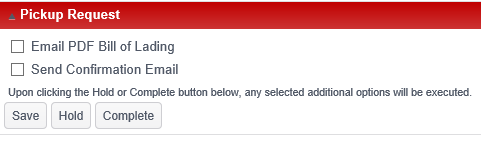 Pickup Request
Email PDF Bill of Lading
Send Confirmation Email
Upon clicking the Hold or Complete button below, any selected additional options will be executed.
Save Hold Complete